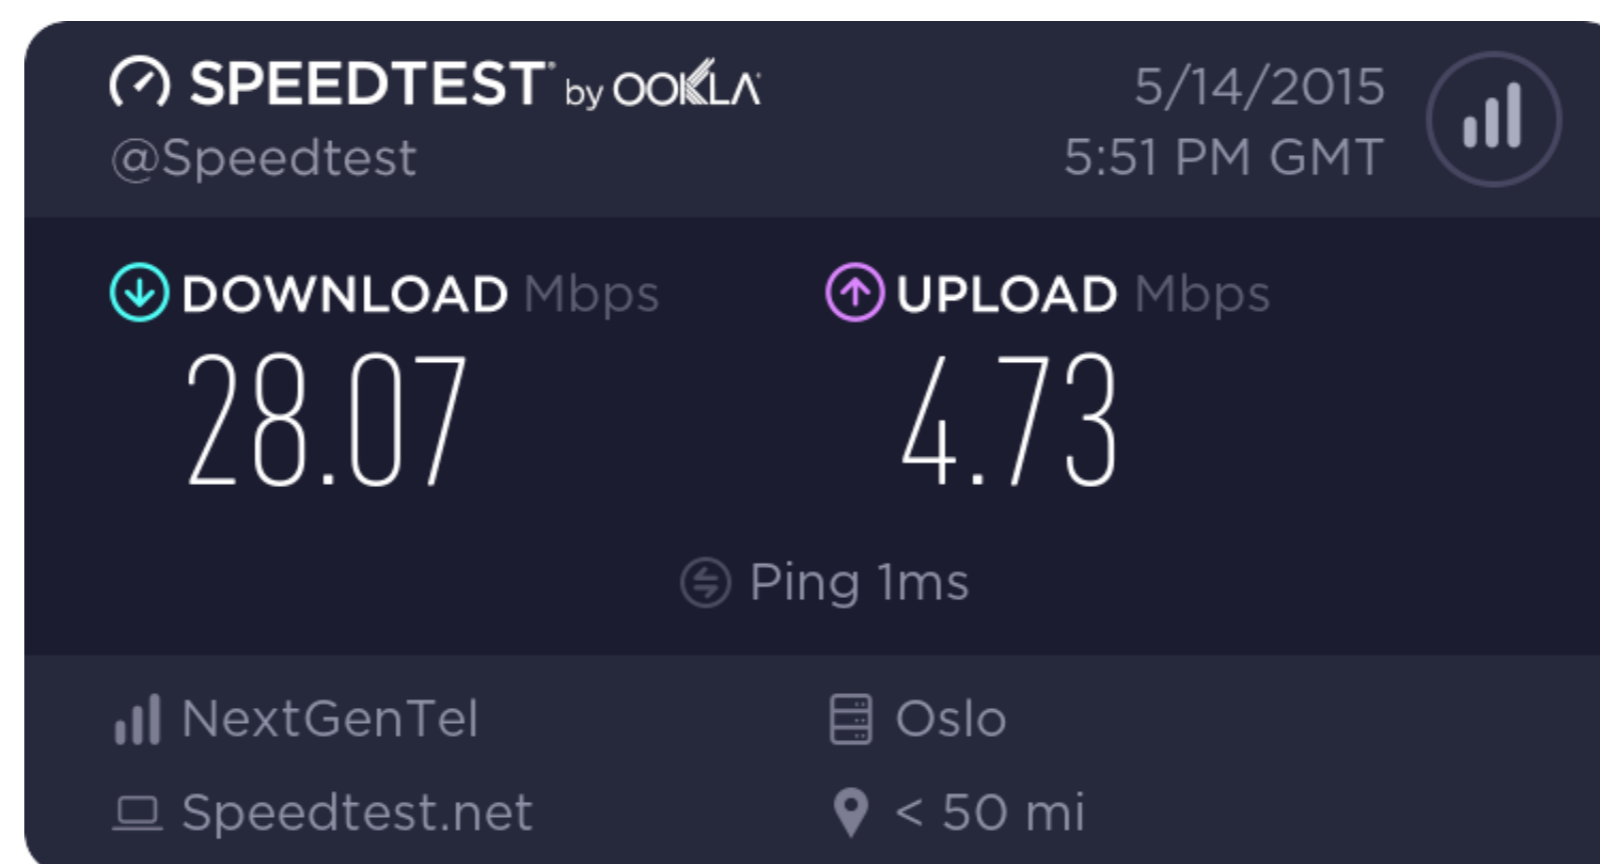 SPEEDTEST by OOKLA
@Speedtest
5/14/2015
5:51 PM GMT
DOWNLOAD Mbps
28.07
UPLOAD Mbps
4.73
Ping 1ms
NextGenTel
Oslo
Speedtest.net
< 50 mi